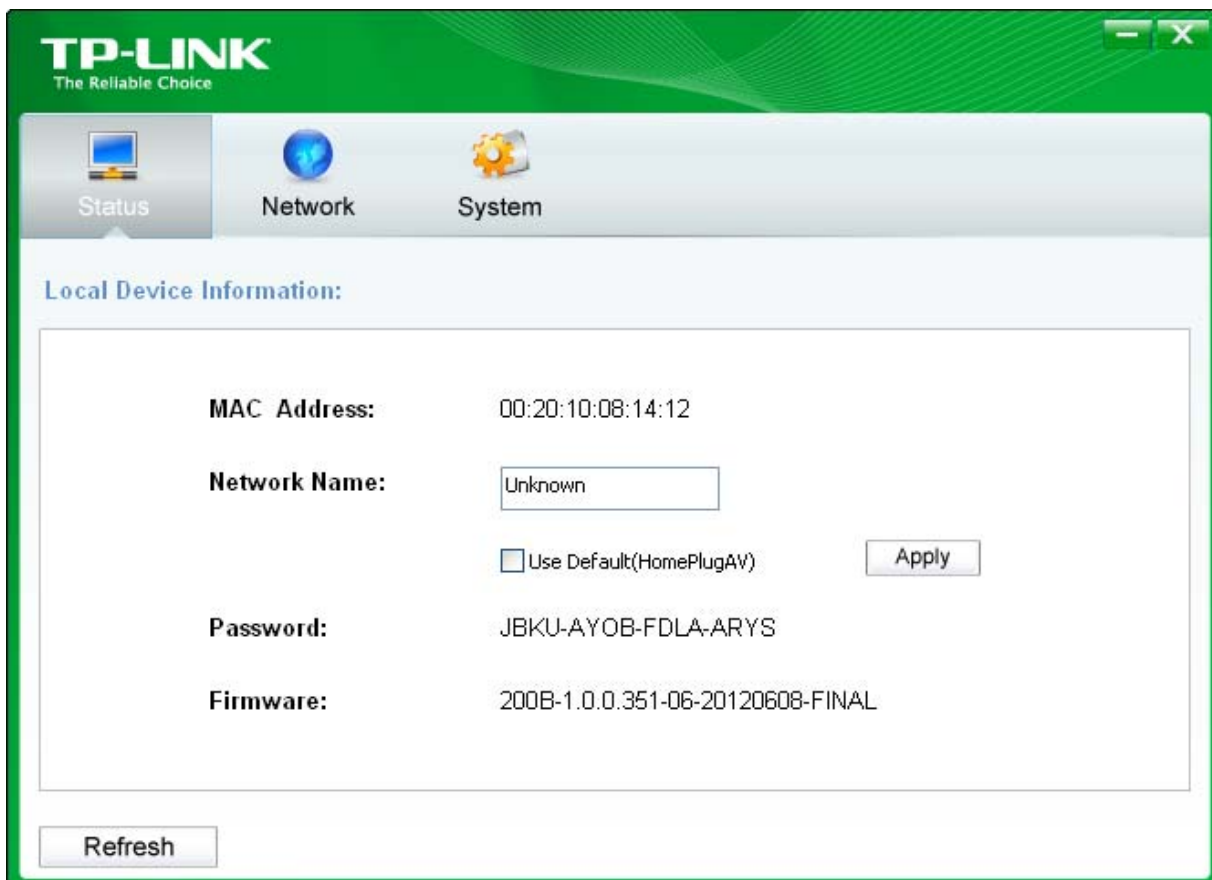 TP-LINK
The Reliable Choice
Status
Network
System
Local Device Information:
MAC Address: 00:20:10:08:14:12
Network Name: Unknown
Use Default(HomePlugAV) Apply
Password: JBKU-AYOB-FDLA-ARYS
Firmware: 200B-1.0.0.351-06-20120608-FINAL
Refresh